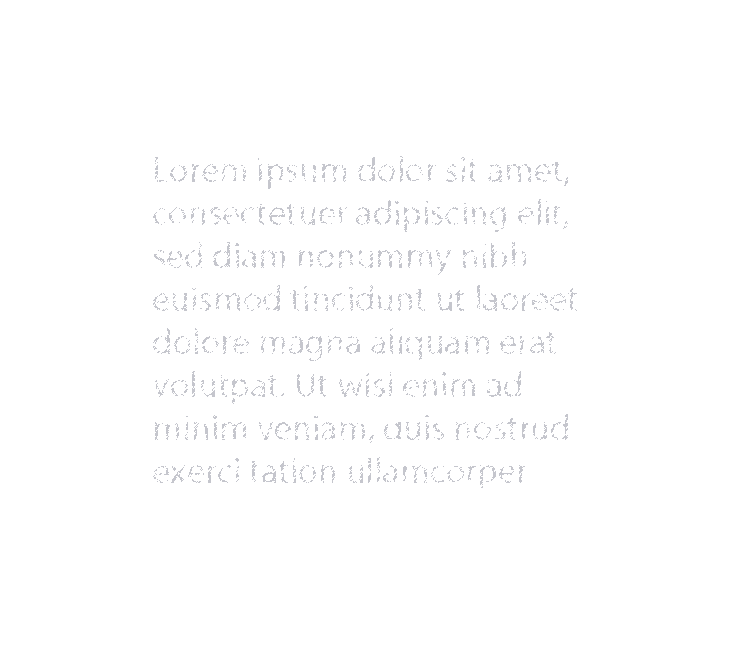 Lorem ipsum dolor sit amet,
consectetuer adipiscing elit,
sed diam nonummy nibh
euismod tincidunt ut laoreet
dolore magna aliquam erat
volutpat. Ut wisi enim ad
minim veniam, quis nostrud
exerci tation ullamcorper